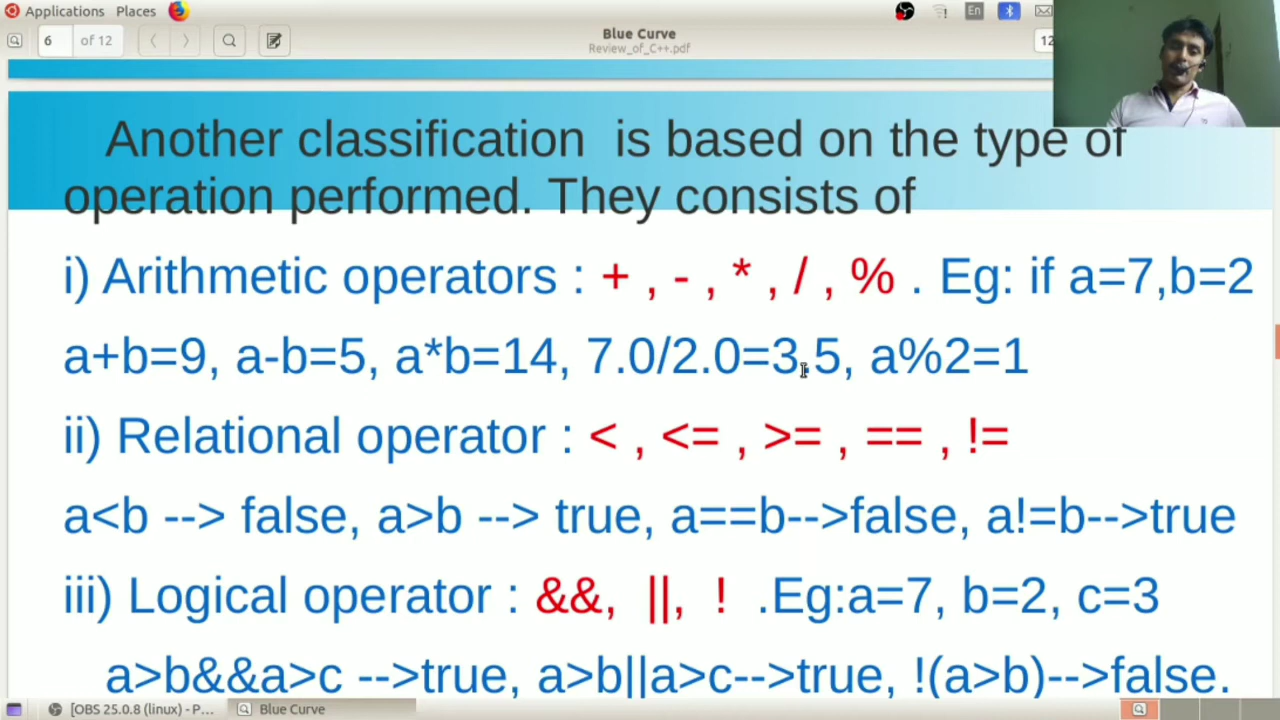 Applications Places En
6 of 12 Blue Curve 12
Review_of_C++.pdf
Another classification is based on the type of
operation performed. They consists of
i) Arithmetic operators : + , - , * , / , % . Eg: if a=7,b=2
a+b=9, a-b=5, a*b=14, 7.0/2.0=3.5, a%2=1
ii) Relational operator : < , <= , >= , == , !=
a<b --> false, a>b --> true, a==b-->false, a!=b-->true
iii) Logical operator : &&, ||, ! .Eg:a=7, b=2, c=3
a>b&&a>c -->true, a>b||a>c-->true, !(a>b)-->false.
[OBS 25.0.8 (linux) - P... Blue Curve